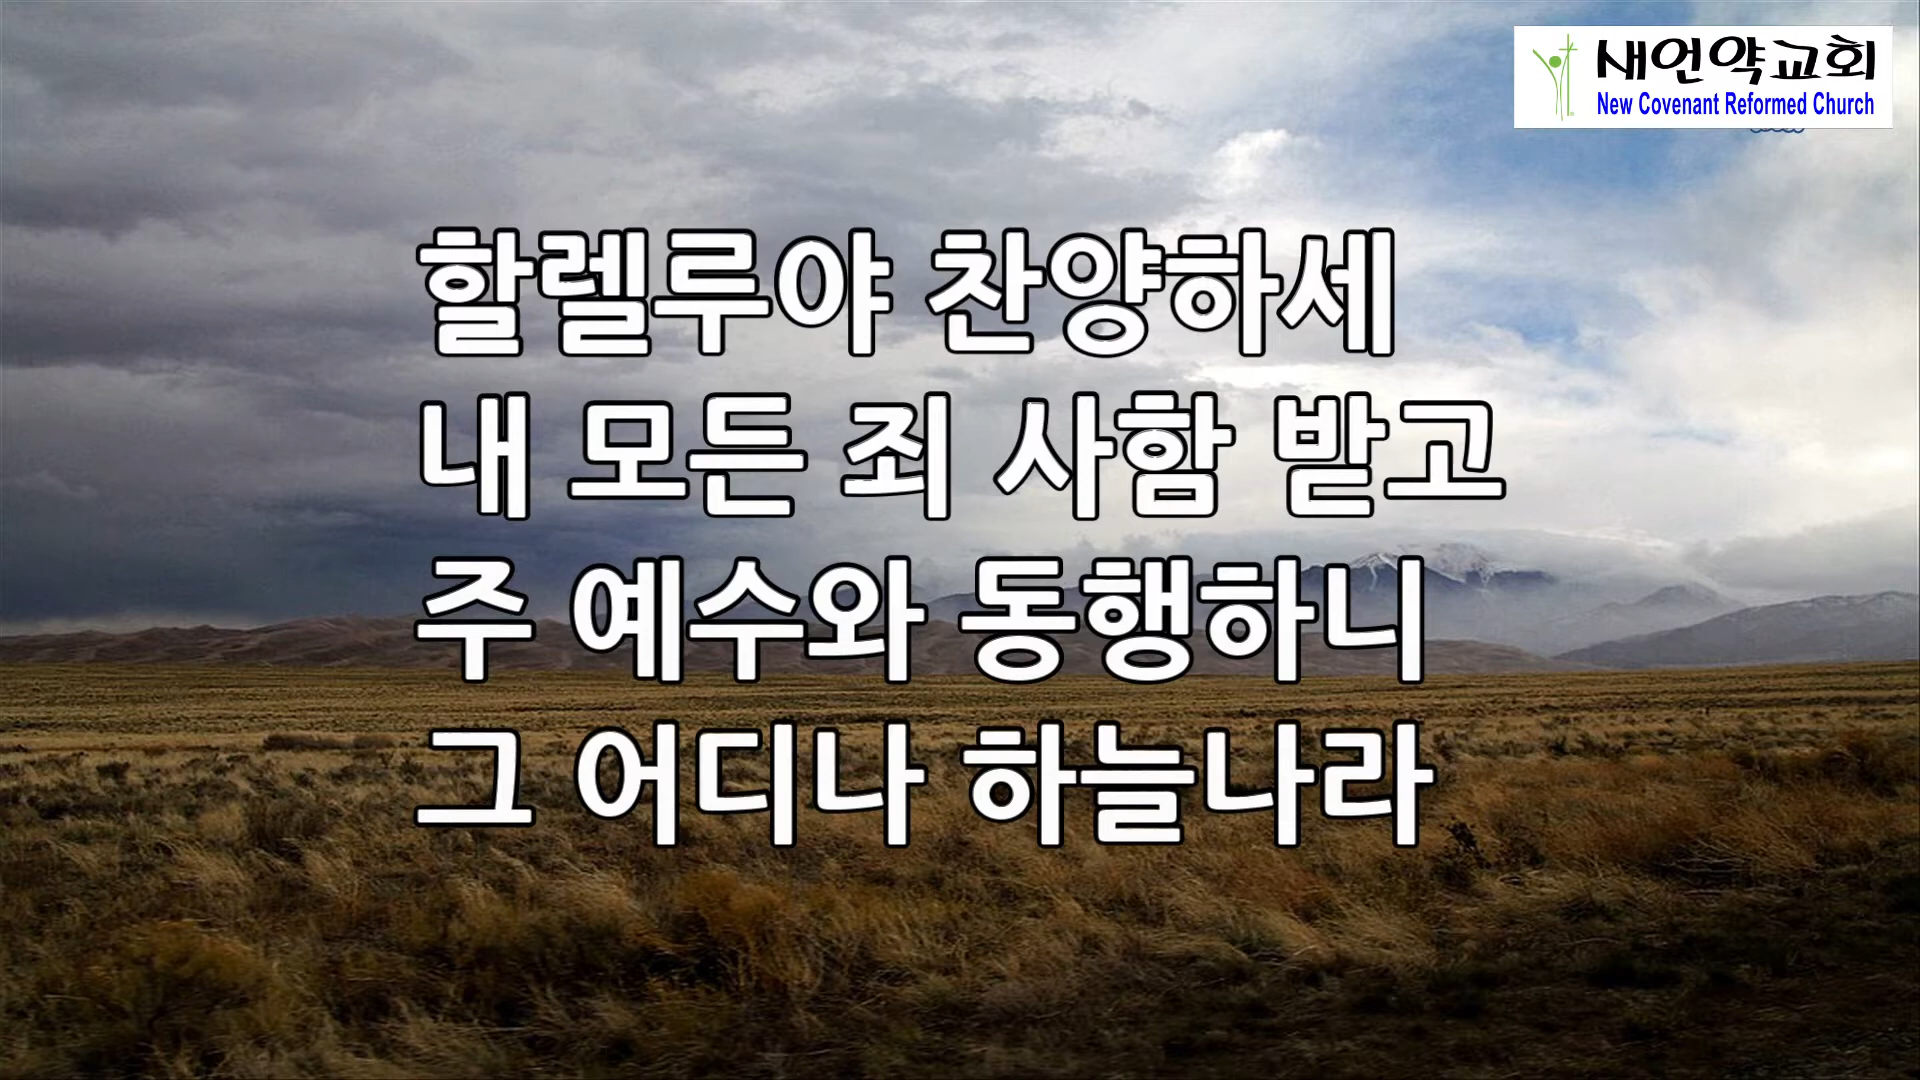 새언약교회
New Covenant Reformed Church
할렐루야 찬양하세
내 모든 죄 사함 받고
주 예수와 동행하니
그 어디나 하늘나라